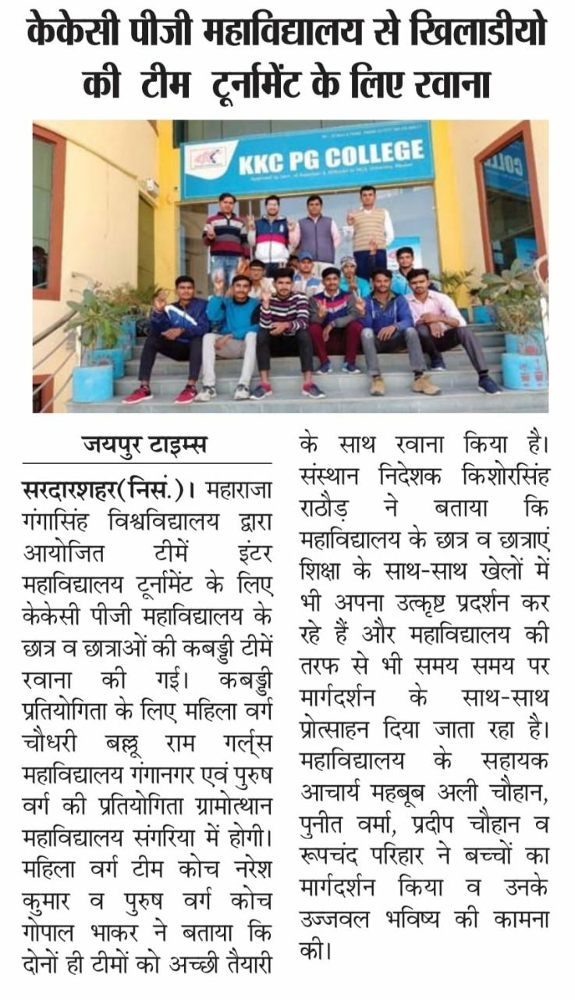 केकेसी पीजी महाविद्यालय से खिलाडीयो
की टीम टूर्नामेंट के लिए रवाना
KKC PG COLLEGE
जयपुर टाइम्स
सरदारशहर(निसं.)। महाराजा
गंगासिंह विश्वविद्यालय द्वारा
आयोजित टीमें इंटर
महाविद्यालय टूर्नामेंट के लिए
केकेसी पीजी महाविद्यालय के
छात्र व छात्राओं की कबड्डी टीमें
रवाना की गई। कबड्डी
प्रतियोगिता के लिए महिला वर्ग
चौधरी बल्लू राम गर्ल्स
महाविद्यालय गंगानगर एवं पुरुष
वर्ग की प्रतियोगिता ग्रामोत्थान
महाविद्यालय संगरिया में होगी।
महिला वर्ग टीम कोच नरेश
कुमार व पुरुष वर्ग कोच
गोपाल भाकर ने बताया कि
दोनों ही टीमों को अच्छी तैयारी
के साथ रवाना किया है।
संस्थान निदेशक किशोरसिंह
राठौड़ ने बताया कि
महाविद्यालय के छात्र व छात्राएं
शिक्षा के साथ-साथ खेलों में
भी अपना उत्कृष्ट प्रदर्शन कर
रहे हैं और महाविद्यालय की
तरफ से भी समय समय पर
मार्गदर्शन के साथ-साथ
प्रोत्साहन दिया जाता रहा है।
महाविद्यालय के सहायक
आचार्य महबूब अली चौहान,
पुनीत वर्मा, प्रदीप चौहान व
रूपचंद परिहार ने बच्चों का
मार्गदर्शन किया व उनके
उज्जवल भविष्य की कामना
की।